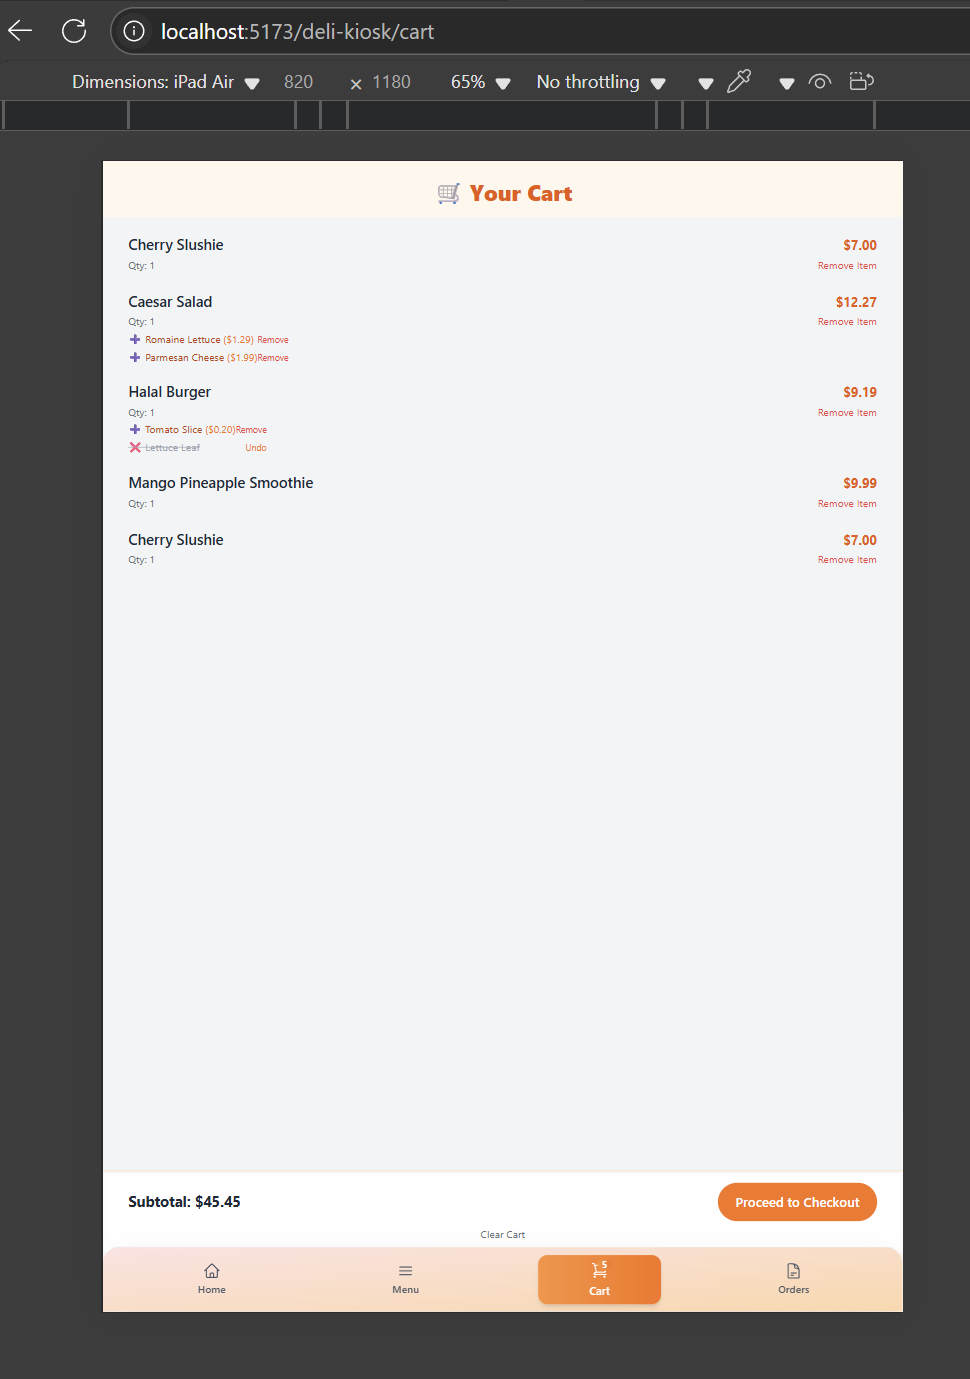 localhost:5173/deli-kiosk/cart
Dimensions: iPad Air 820 × 1180 65% No throttling
🛒 Your Cart
Cherry Slushie $7.00
Qty: 1 Remove Item
Caesar Salad $12.27
Qty: 1 Remove Item
➕ Romaine Lettuce ($1.29) Remove
➕ Parmesan Cheese ($1.99)Remove
Halal Burger $9.19
Qty: 1 Remove Item
➕ Tomato Slice ($0.20)Remove
❌ Lettuce Leaf Undo
Mango Pineapple Smoothie $9.99
Qty: 1 Remove Item
Cherry Slushie $7.00
Qty: 1 Remove Item
Subtotal: $45.45 Proceed to Checkout
Clear Cart
5
Home Menu Cart Orders